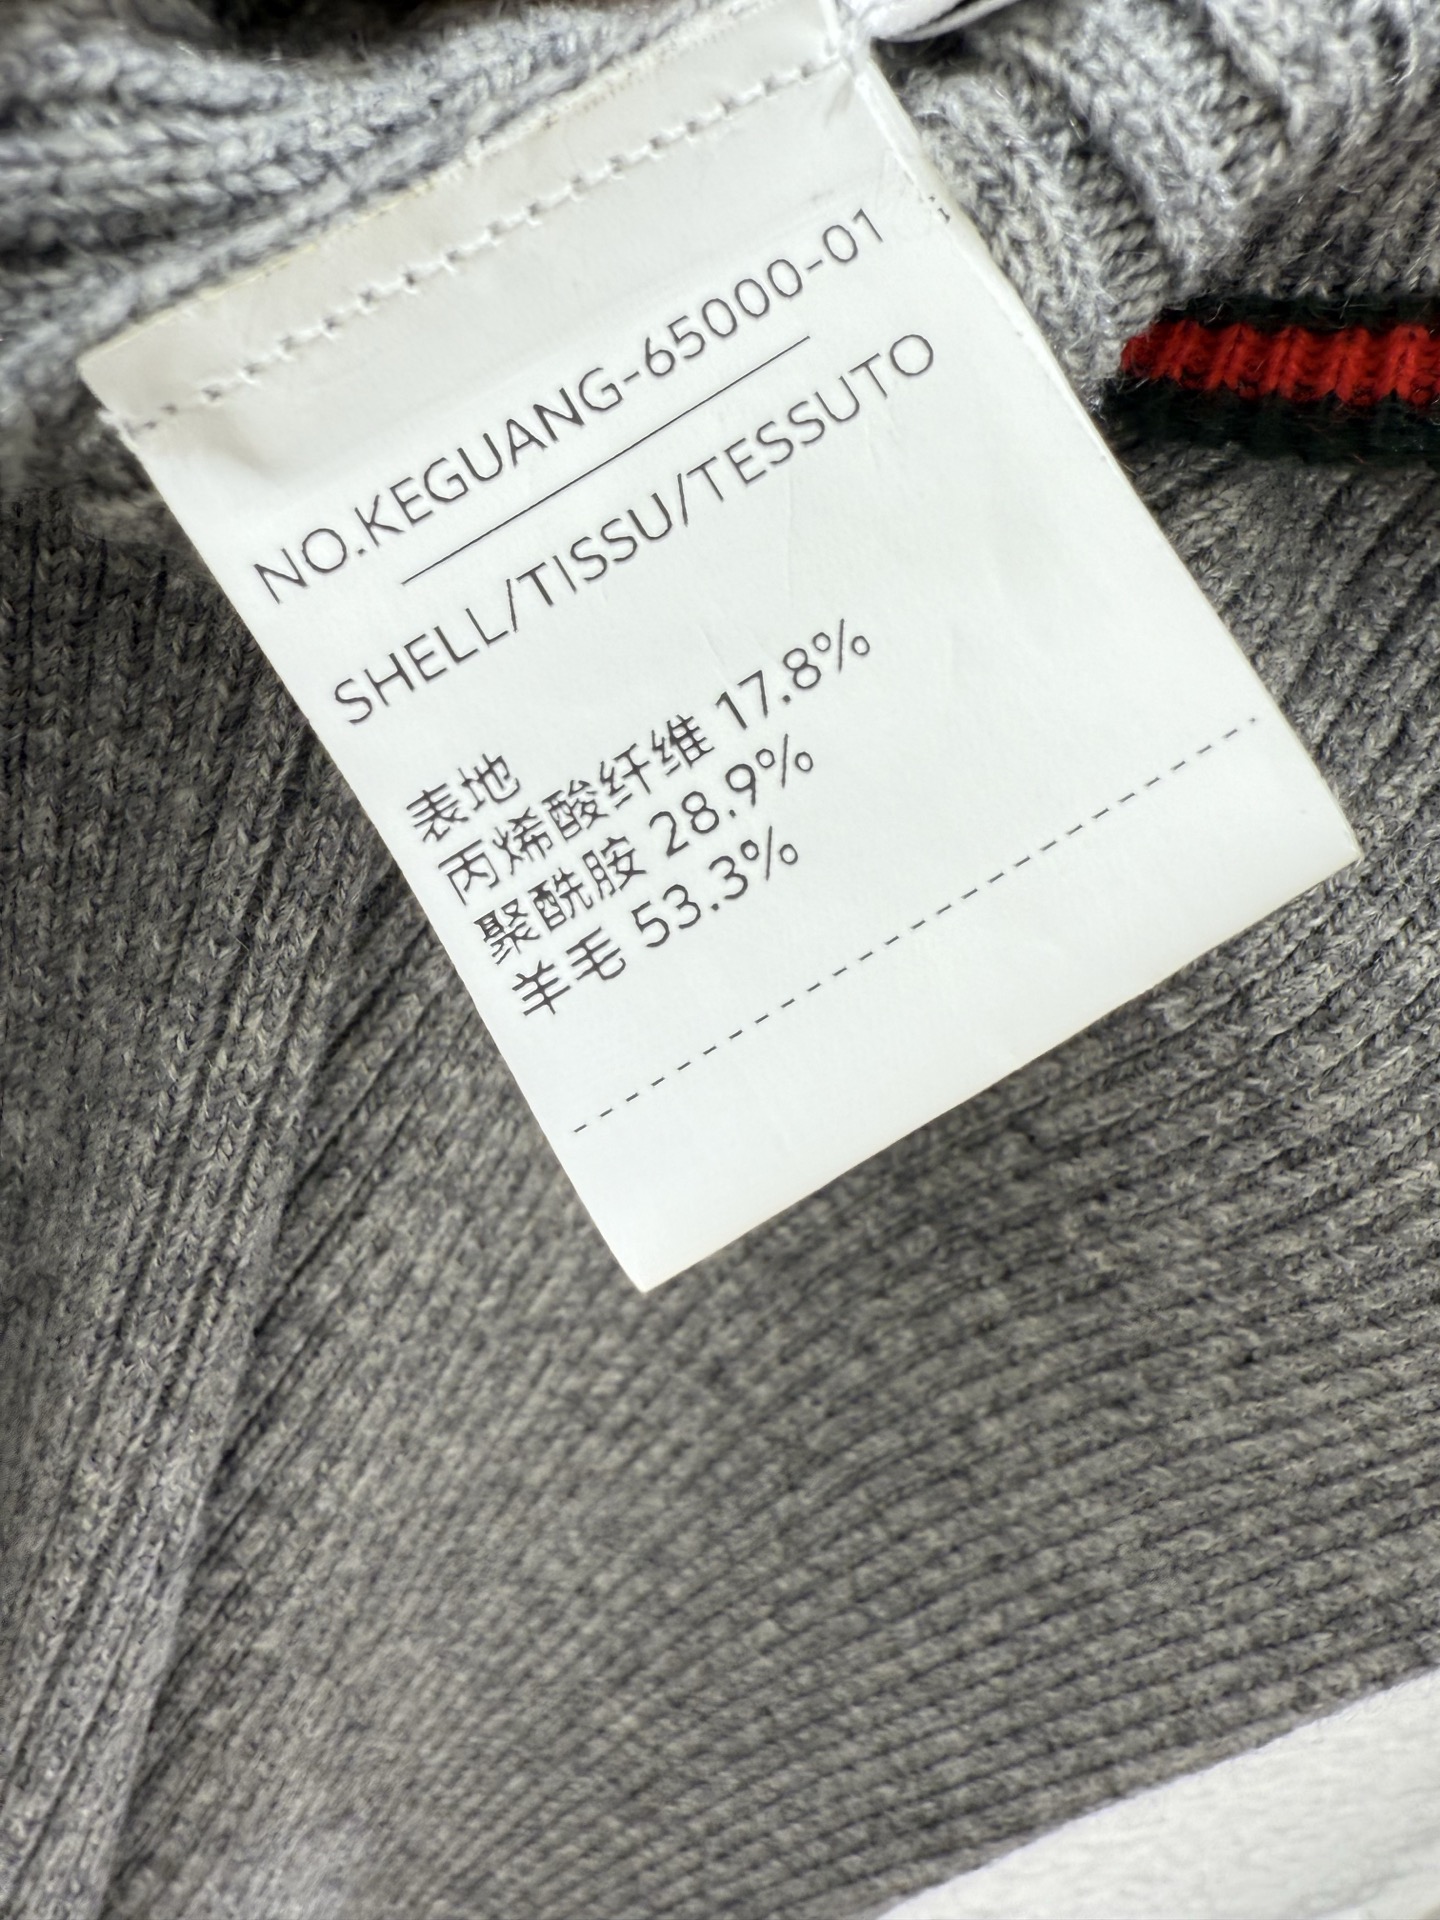 NO.KEGUANG-65000-01
SHELL/TISSU/TESSUTO
表地
丙烯酸纤维 17.8%
聚酰胺 28.9%
羊毛 53.3%